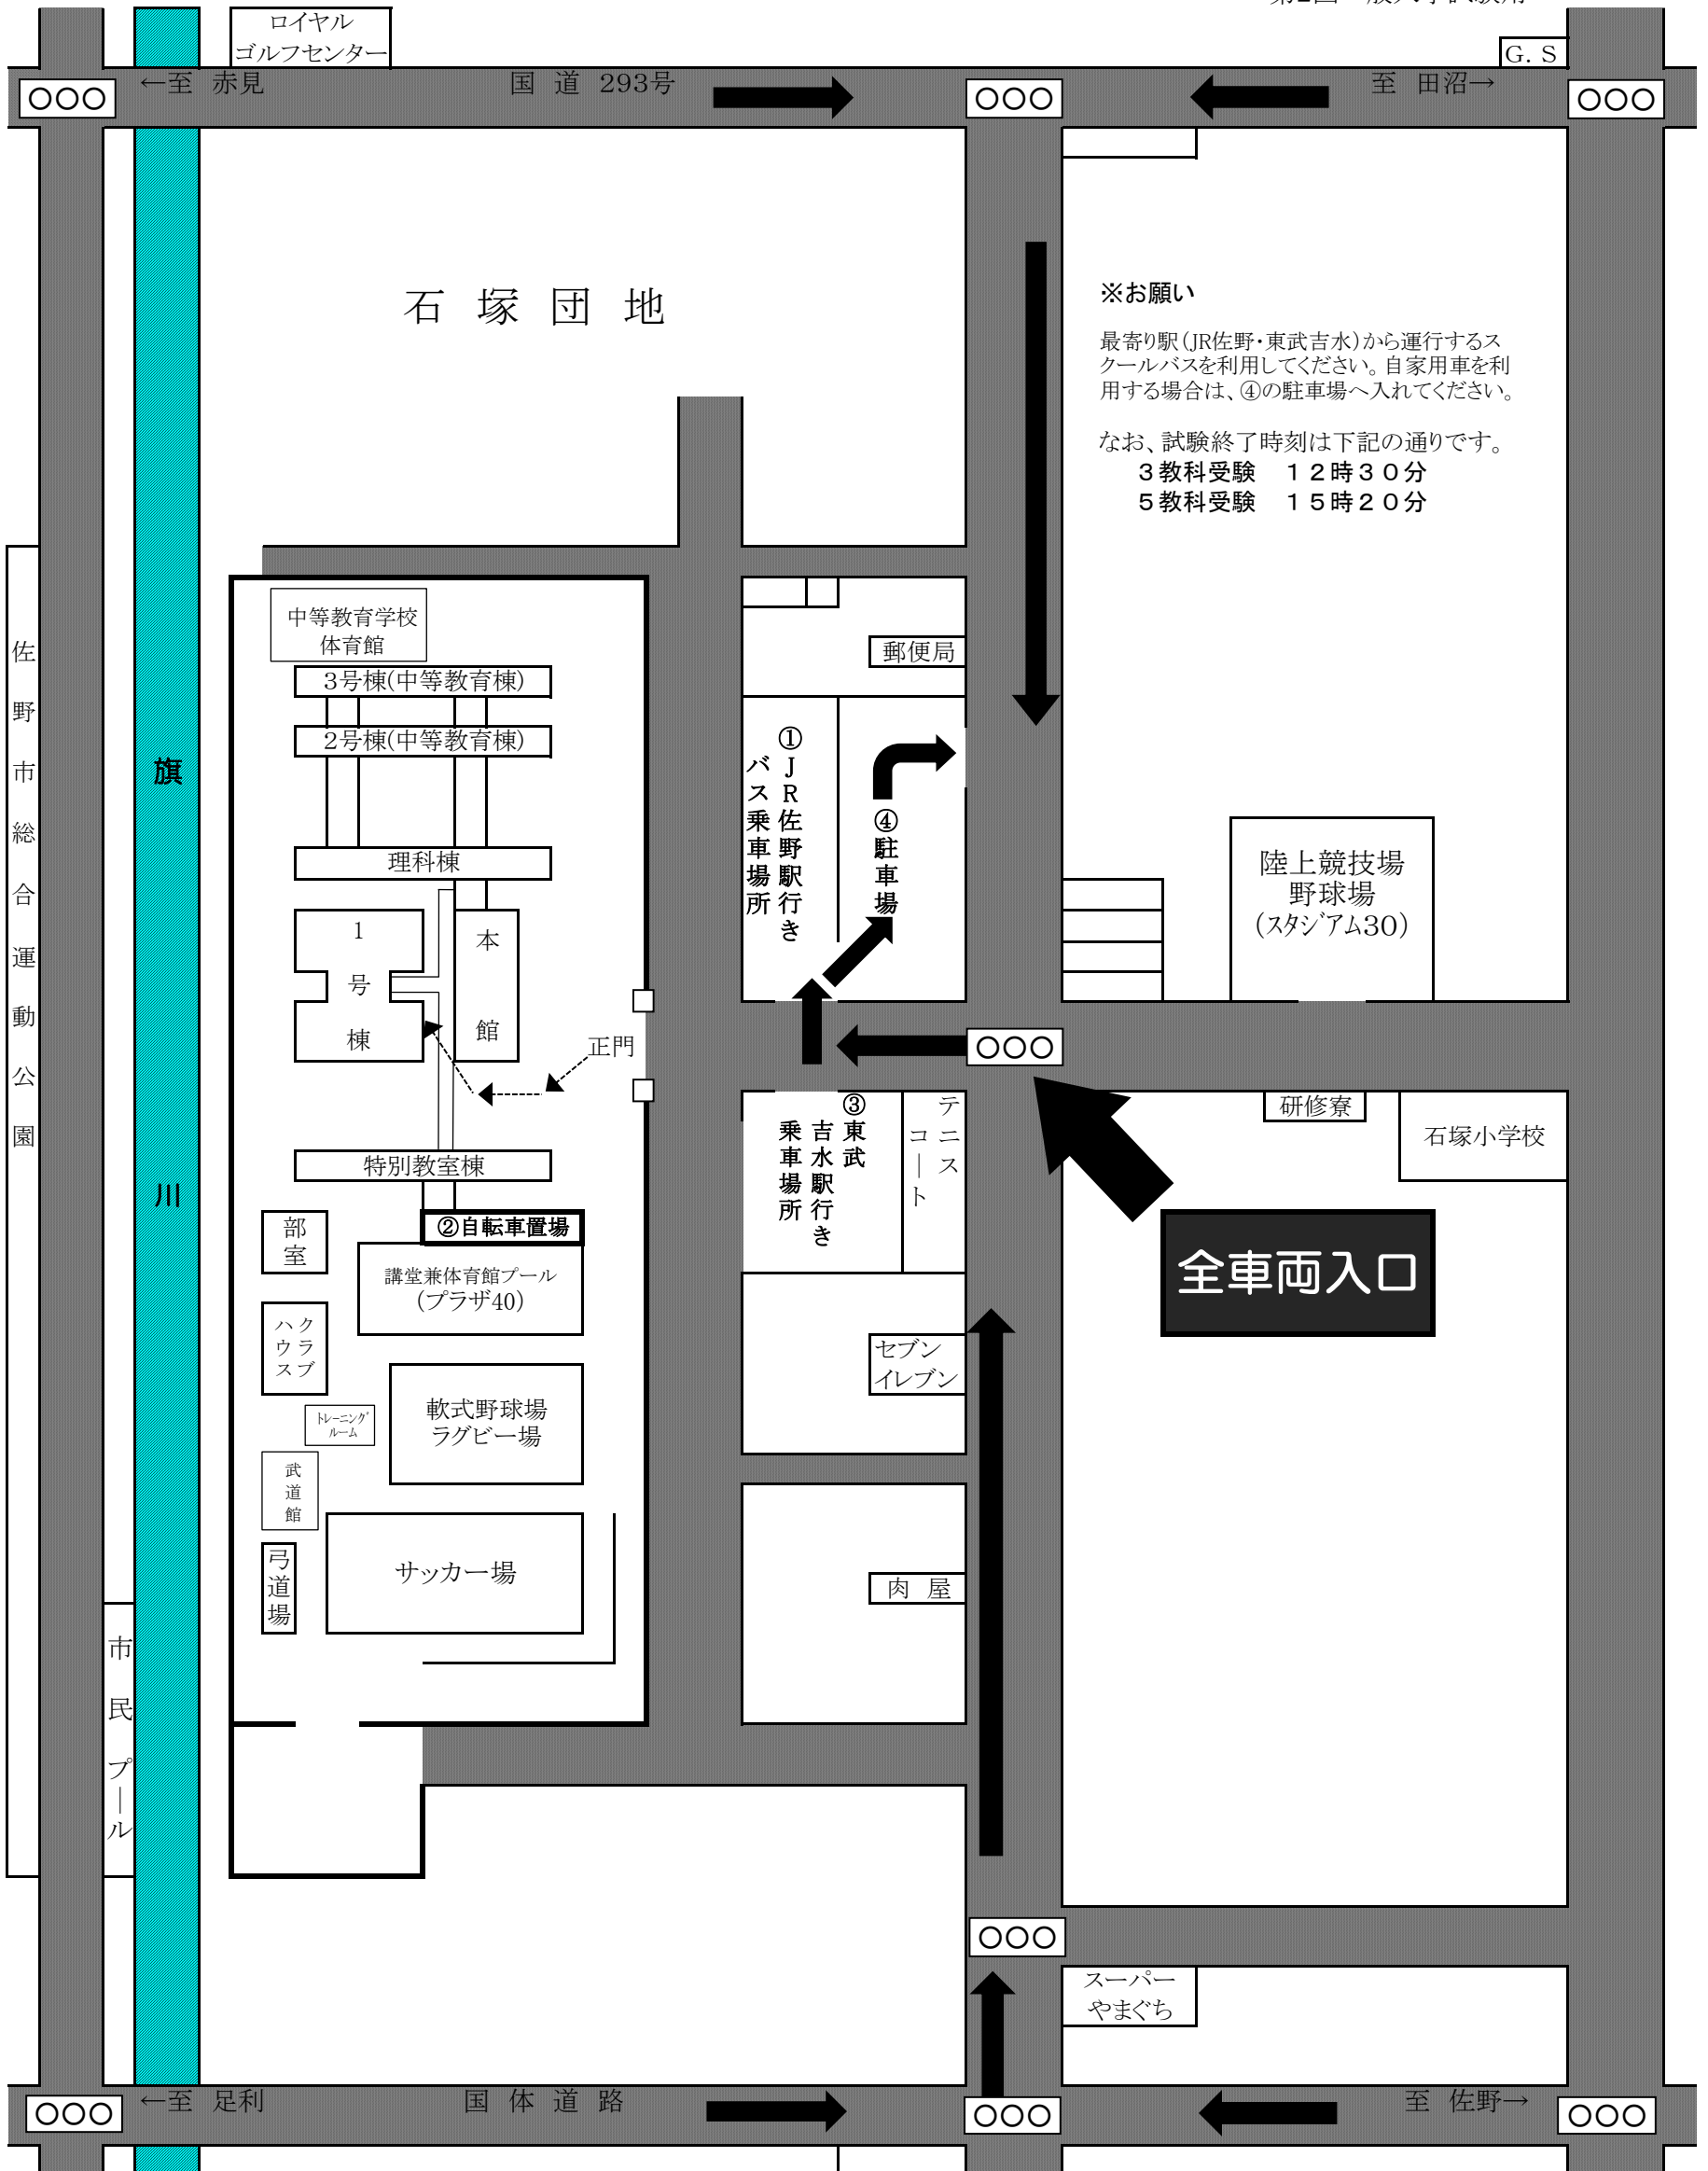 ロイヤル
ゴルフセンター
G. S
←至 赤見
国 道 293号
至 田沼→
石 塚 団 地
※お願い
最寄り駅（JR佐野・東武吉水）から運行するス
クールバスを利用してください。自家用車を利
用する場合は、④の駐車場へ入れてください。
なお、試験終了時刻は下記の通りです。
３教科受験　１２時３０分
５教科受験　１５時２０分
佐野市総合運動公園
旗川
中等教育学校
体育館
3号棟(中等教育棟)
2号棟(中等教育棟)
理科棟
1号棟
本館
正門
特別教室棟
部室
②自転車置場
講堂兼体育館プール
（プラザ40）
クラブ
ハウス
トレーニング
ルーム
軟式野球場
ラグビー場
武道館
弓道場
サッカー場
市民プール
郵便局
①ＪＲ佐野駅行き
バス乗車場所
④駐車場
陸上競技場
野球場
（スタジアム30）
③東武
吉水駅行き
乗車場所
テニス
コート
研修寮
石塚小学校
全車両入口
セブン
イレブン
肉 屋
スーパー
やまぐち
←至 足利
国 体 道 路
至 佐野→